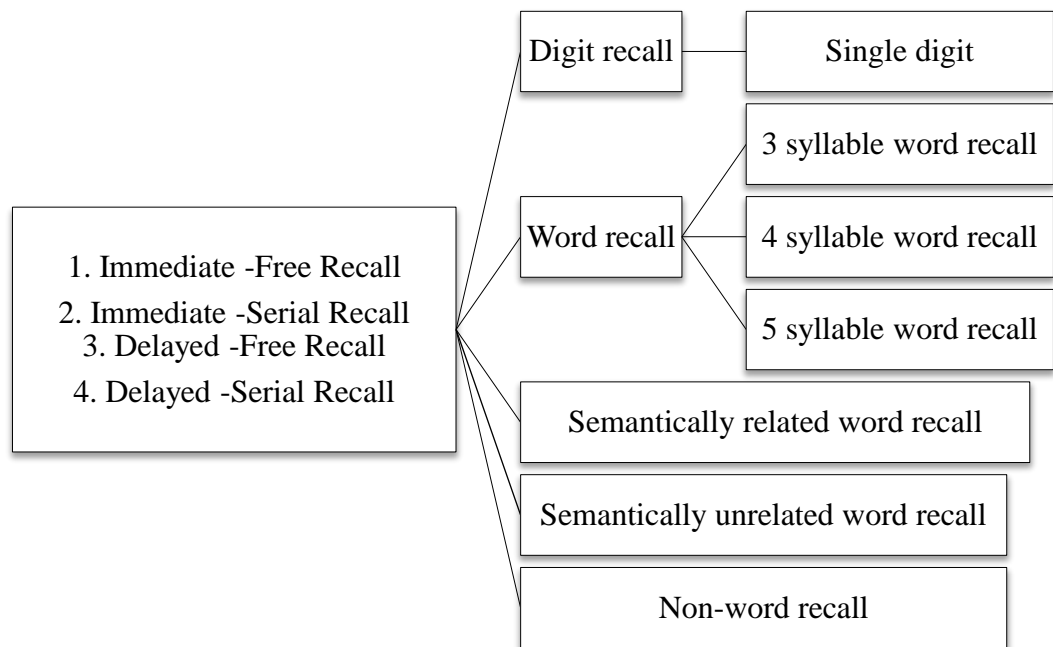 1. Immediate -Free Recall
2. Immediate -Serial Recall
3. Delayed -Free Recall
4. Delayed -Serial Recall
Digit recall
Single digit
Word recall
3 syllable word recall
4 syllable word recall
5 syllable word recall
Semantically related word recall
Semantically unrelated word recall
Non-word recall